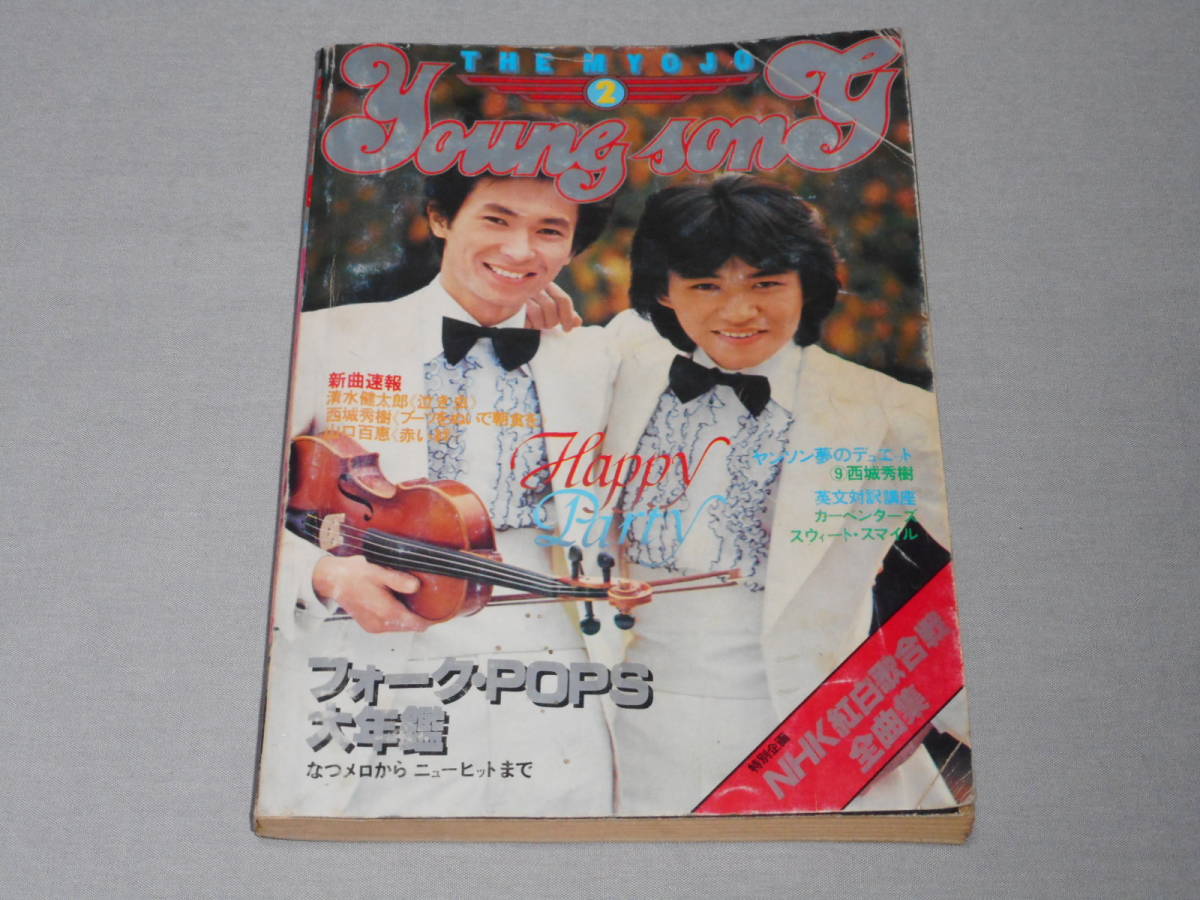 THE MYOJO
2
Young sonG
新曲速報
清水健太郎《泣き虫》
西城秀樹《ブーツをぬいで朝食を》
山口百恵《赤い
Happy
Party
ヤンソン夢のデュエット
⑨西城秀樹
英文対訳講座
カーペンターズ
スウィート・スマイル
フォーク・POPS
大年鑑
なつメロから ニューヒットまで
特別企画
NHK紅白歌合戦
全曲集